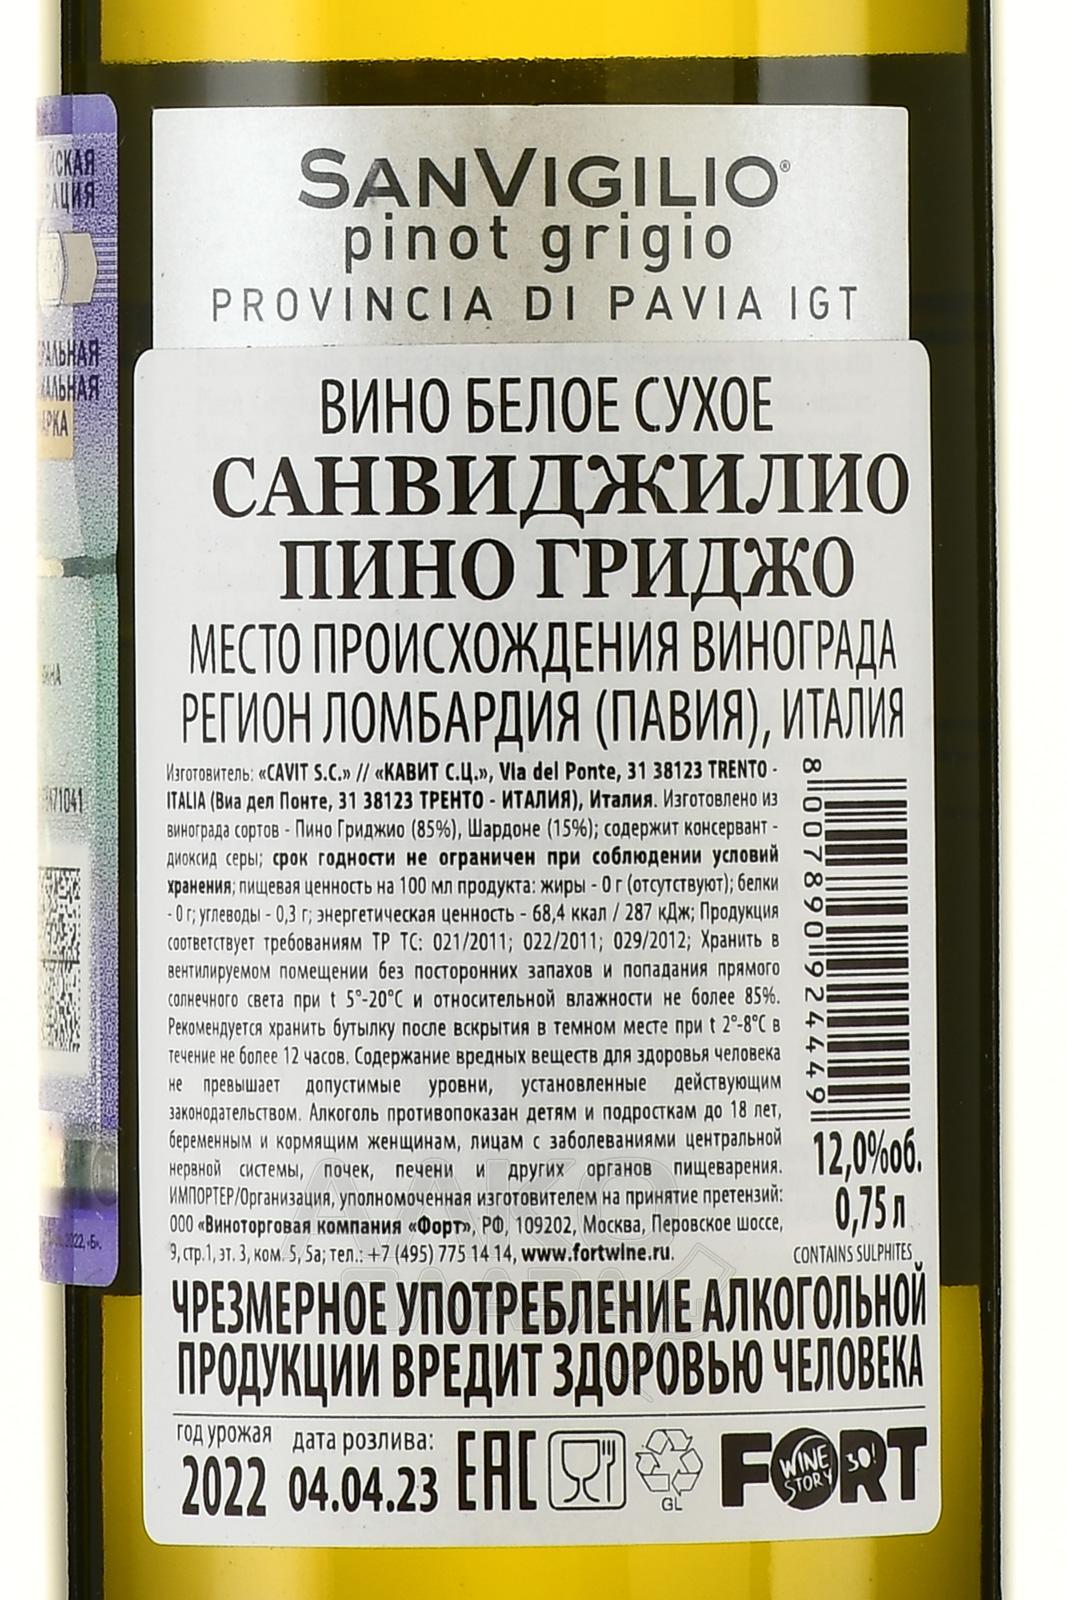 SANVIGILIO®
pinot grigio
PROVINCIA DI PAVIA IGT
ВИНО БЕЛОЕ СУХОЕ
САНВИДЖИЛИО
ПИНО ГРИДЖО
МЕСТО ПРОИСХОЖДЕНИЯ ВИНОГРАДА
РЕГИОН ЛОМБАРДИЯ (ПАВИЯ), ИТАЛИЯ
Изготовитель: «CAVIT S.C.» // «КАВИТ С.Ц.», Via del Ponte, 31 38123 TRENTO -
ITALIA (Виа дел Понте, 31 38123 ТРЕНТО - ИТАЛИЯ), Италия. Изготовлено из
винограда сортов - Пино Гриджио (85%), Шардоне (15%); содержит консервант -
диоксид серы; срок годности не ограничен при соблюдении условий
хранения; пищевая ценность на 100 мл продукта: жиры - 0 г (отсутствуют); белки
- 0 г; углеводы - 0,3 г; энергетическая ценность - 68,4 ккал / 287 кДж; Продукция
соответствует требованиям ТР ТС: 021/2011; 022/2011; 029/2012; Хранить в
вентилируемом помещении без посторонних запахов и попадания прямого
солнечного света при t 5°-20°С и относительной влажности не более 85%.
Рекомендуется хранить бутылку после вскрытия в темном месте при t 2°-8°С в
течение не более 12 часов. Содержание вредных веществ для здоровья человека
не превышает допустимые уровни, установленные действующим
законодательством. Алкоголь противопоказан детям и подросткам до 18 лет,
беременным и кормящим женщинам, лицам с заболеваниями центральной
нервной системы, почек, печени и других органов пищеварения.
ИМПОРТЕР/Организация, уполномоченная изготовителем на принятие претензий:
ООО «Виноторговая компания «Форт», РФ, 109202, Москва, Перовское шоссе,
9, стр.1, эт. 3, ком. 5, 5а; тел.: +7 (495) 775 14 14, www.fortwine.ru.
8 007890 924449
12,0%об.
0,75 л
CONTAINS SULPHITES
ЧРЕЗМЕРНОЕ УПОТРЕБЛЕНИЕ АЛКОГОЛЬНОЙ
ПРОДУКЦИИ ВРЕДИТ ЗДОРОВЬЮ ЧЕЛОВЕКА
год урожая
2022
дата розлива:
04.04.23
EAC
GL
FORT
WINE
STORY
30!